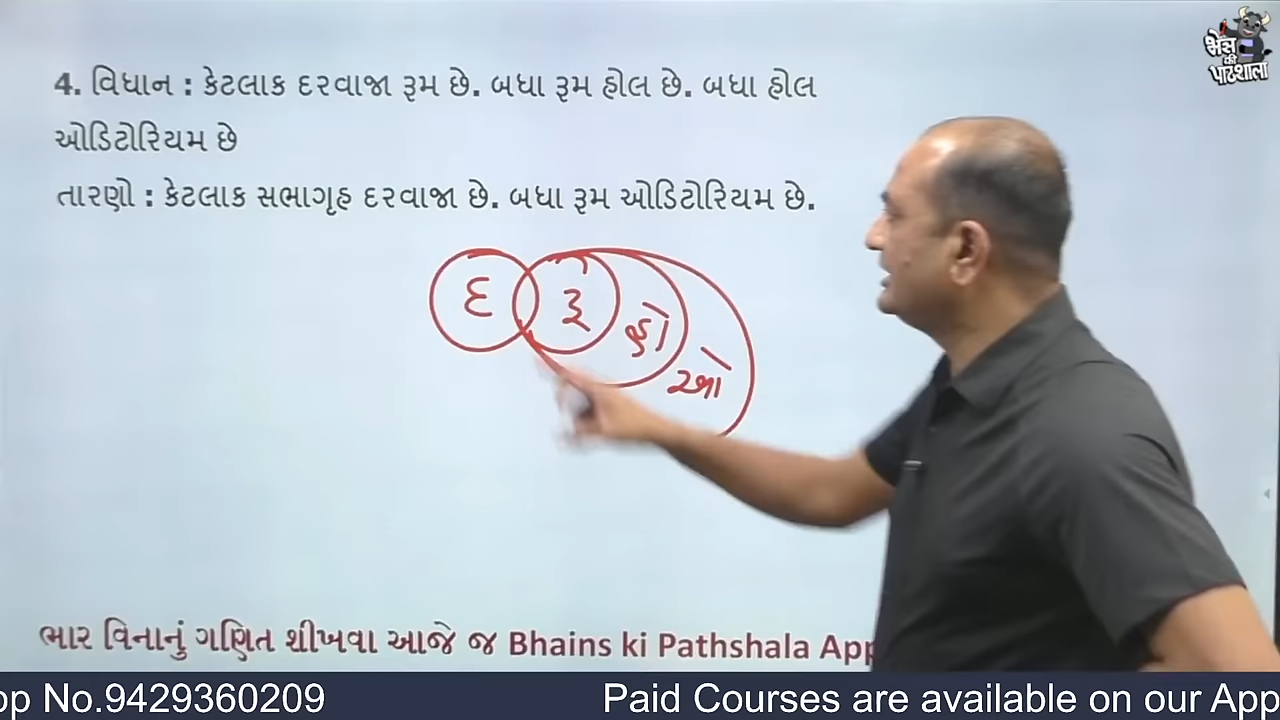 भैंस
की
पाठशाला
4. વિધાન : કેટલાક દરવાજા રૂમ છે. બધા રૂમ હોલ છે. બધા હોલ
ઓડિટોરિયમ છે
તારણો : કેટલાક સભાગૃહ દરવાજા છે. બધા રૂમ ઓડિટોરિયમ છે.
દ રૂ હો ઓ
ભાર વિનાનું ગણિત શીખવા આજે જ Bhains ki Pathshala App
pp No.9429360209 Paid Courses are available on our App